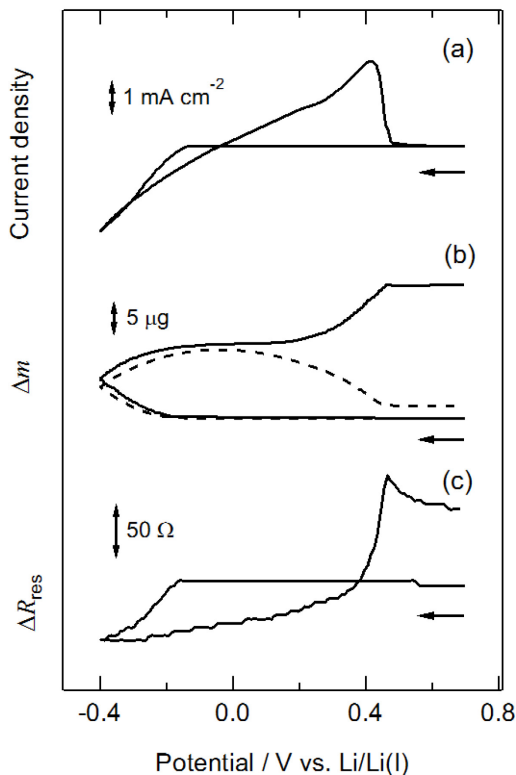 (a)
1 mA cm-2
Current density
(b)
5 μg
Δm
(c)
50 Ω
ΔRres
-0.4 0.0 0.4 0.8
Potential / V vs. Li/Li(I)